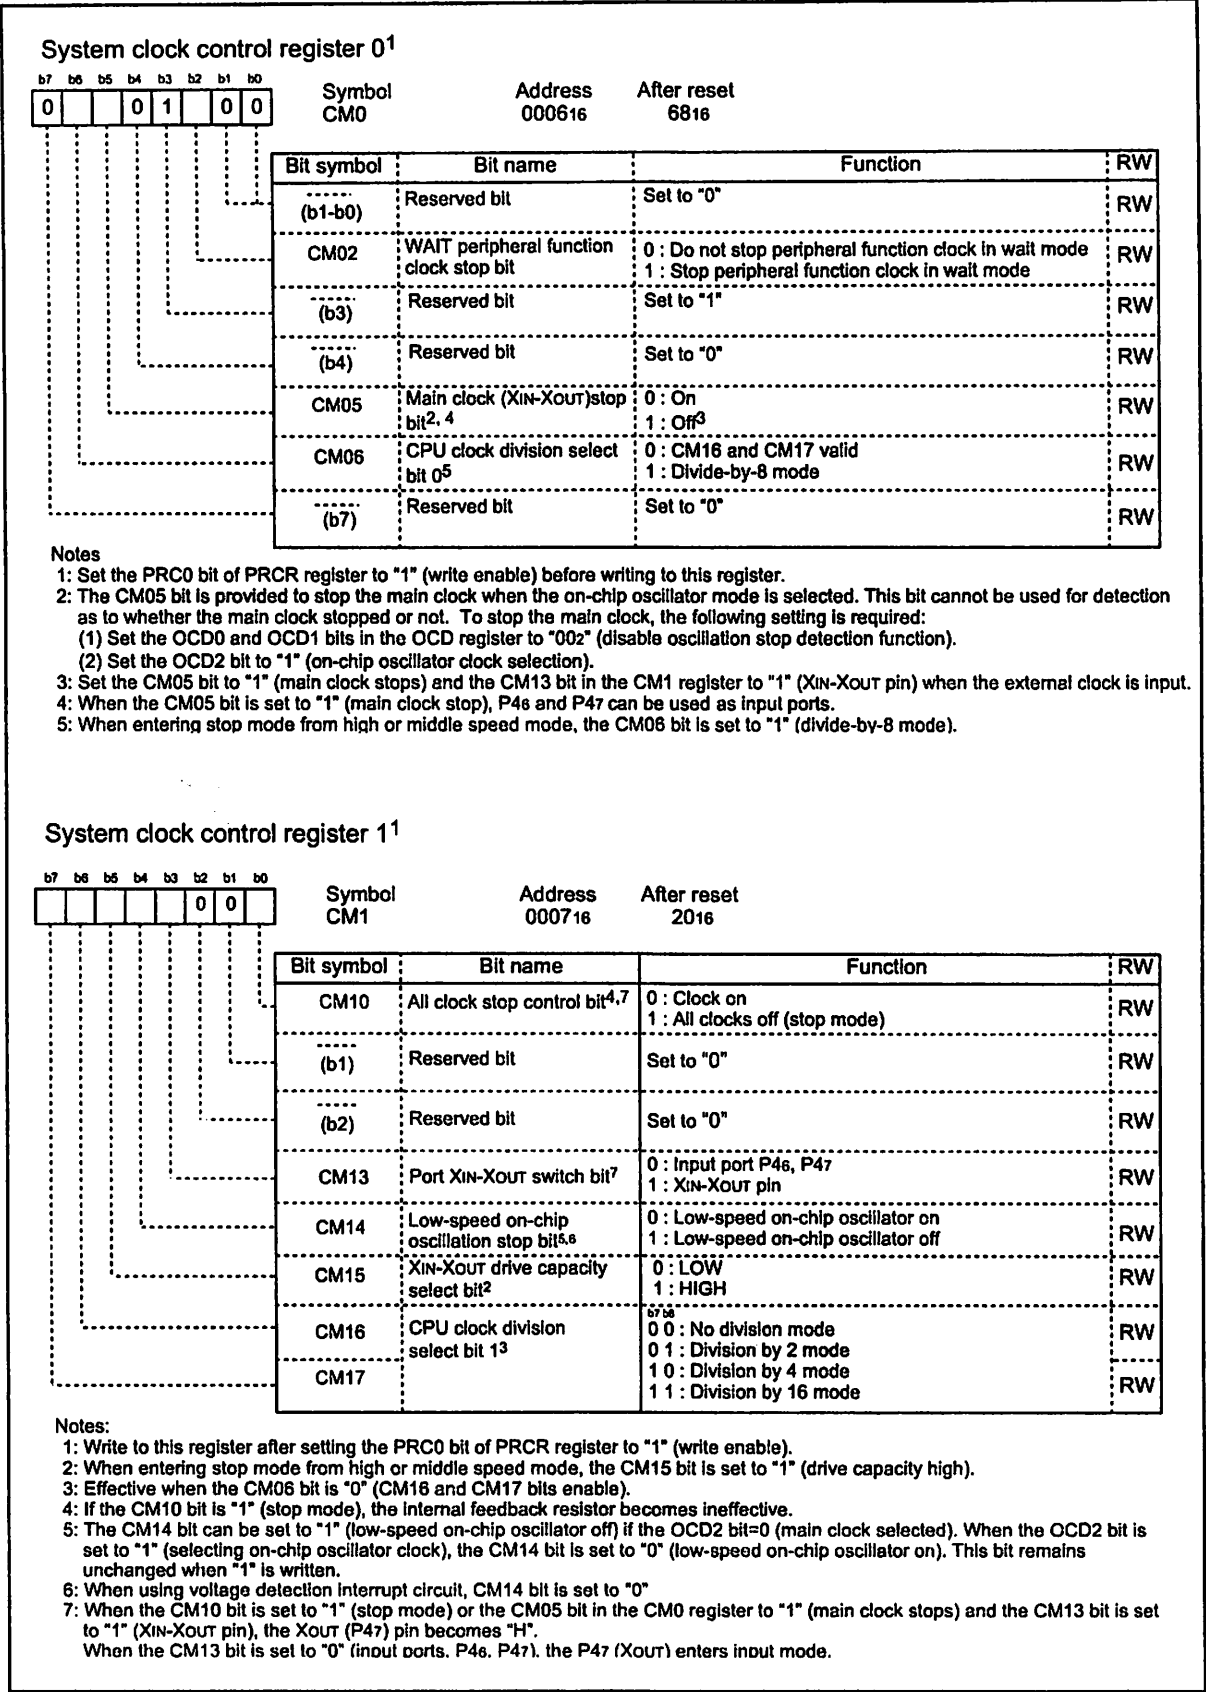 System clock control register 0¹
b7 b6 b5 b4 b3 b2 b1 b0
0 0 1 0 0
Symbol Address After reset
CM0 0006₁₆ 68₁₆
Bit symbol Bit name Function RW
(b1-b0) Reserved bit Set to "0" RW
CM02 WAIT peripheral function clock stop bit 0 : Do not stop peripheral function clock in wait mode RW
1 : Stop peripheral function clock in wait mode
(b3) Reserved bit Set to "1" RW
(b4) Reserved bit Set to "0" RW
CM05 Main clock (XIN-XOUT)stop bit2, 4 0 : On RW
1 : Off3
CM06 CPU clock division select bit 05 0 : CM16 and CM17 valid RW
1 : Divide-by-8 mode
(b7) Reserved bit Set to "0" RW
Notes
1: Set the PRC0 bit of PRCR register to "1" (write enable) before writing to this register.
2: The CM05 bit is provided to stop the main clock when the on-chip oscillator mode is selected. This bit cannot be used for detection
as to whether the main clock stopped or not. To stop the main clock, the following setting is required:
(1) Set the OCD0 and OCD1 bits in the OCD register to "00₂" (disable oscillation stop detection function).
(2) Set the OCD2 bit to "1" (on-chip oscillator clock selection).
3: Set the CM05 bit to "1" (main clock stops) and the CM13 bit in the CM1 register to "1" (XIN-XOUT pin) when the external clock is input.
4: When the CM05 bit is set to "1" (main clock stop), P46 and P47 can be used as input ports.
5: When entering stop mode from high or middle speed mode, the CM06 bit is set to "1" (divide-by-8 mode).
System clock control register 1¹
b7 b6 b5 b4 b3 b2 b1 b0
0 0
Symbol Address After reset
CM1 0007₁₆ 20₁₆
Bit symbol Bit name Function RW
CM10 All clock stop control bit4,7 0 : Clock on RW
1 : All clocks off (stop mode)
(b1) Reserved bit Set to "0" RW
(b2) Reserved bit Set to "0" RW
CM13 Port XIN-XOUT switch bit7 0 : Input port P46, P47 RW
1 : XIN-XOUT pin
CM14 Low-speed on-chip oscillation stop bit5,6 0 : Low-speed on-chip oscillator on RW
1 : Low-speed on-chip oscillator off
CM15 XIN-XOUT drive capacity select bit2 0 : LOW RW
1 : HIGH
b7 b6
CM16 CPU clock division select bit 13 0 0 : No division mode RW
0 1 : Division by 2 mode
CM17 1 0 : Division by 4 mode RW
1 1 : Division by 16 mode
Notes:
1: Write to this register after setting the PRC0 bit of PRCR register to "1" (write enable).
2: When entering stop mode from high or middle speed mode, the CM15 bit is set to "1" (drive capacity high).
3: Effective when the CM06 bit is "0" (CM16 and CM17 bits enable).
4: If the CM10 bit is "1" (stop mode), the internal feedback resistor becomes ineffective.
5: The CM14 bit can be set to "1" (low-speed on-chip oscillator off) if the OCD2 bit=0 (main clock selected). When the OCD2 bit is
set to "1" (selecting on-chip oscillator clock), the CM14 bit is set to "0" (low-speed on-chip oscillator on). This bit remains
unchanged when "1" is written.
6: When using voltage detection interrupt circuit, CM14 bit is set to "0"
7: When the CM10 bit is set to "1" (stop mode) or the CM05 bit in the CM0 register to "1" (main clock stops) and the CM13 bit is set
to "1" (XIN-XOUT pin), the XOUT (P47) pin becomes "H".
When the CM13 bit is set to "0" (input ports, P46, P47), the P47 (XOUT) enters input mode.